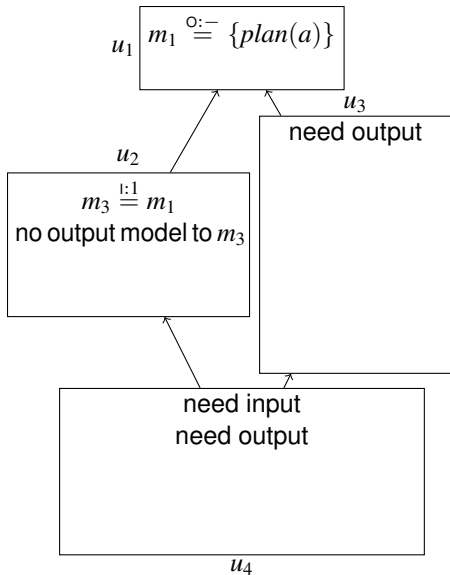 u₁
m₁ O:−≝ {plan(a)}
u₃
need output
u₂
m₃ I:1= m₁
no output model to m₃
need input
need output
u₄